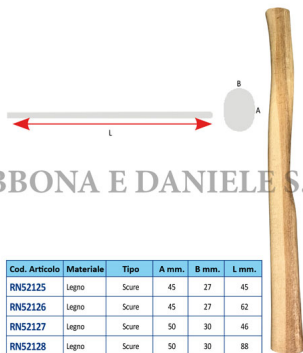 B
A
L
BBONA E DANIELE S.
Cod. Articolo Materiale Tipo A mm. B mm. L mm.
RN52125 Legno Scure 45 27 45
RN52126 Legno Scure 45 27 62
RN52127 Legno Scure 50 30 46
RN52128 Legno Scure 50 30 88